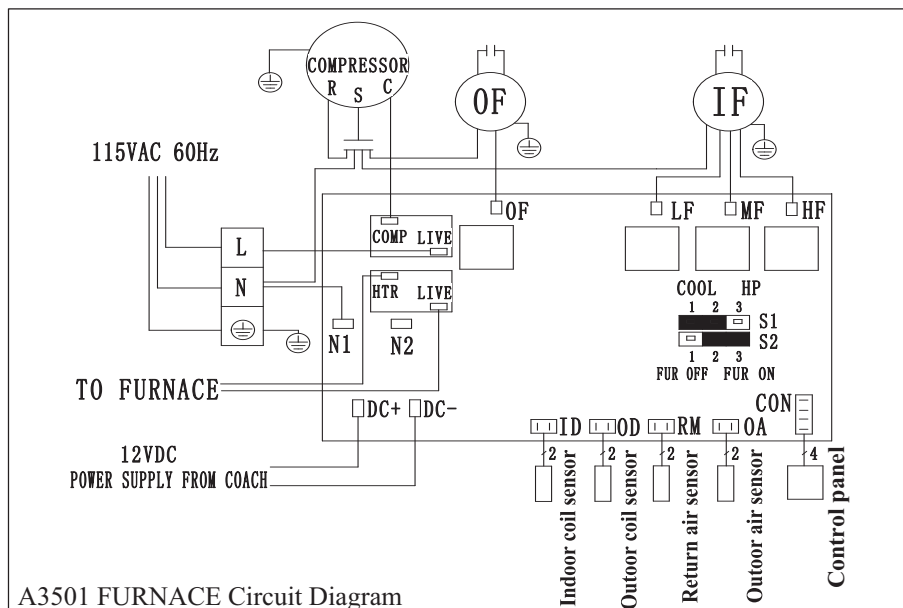 COMPRESSOR
R S C
OF
IF
115VAC 60Hz
L
N
COMP LIVE
HTR LIVE
N1
N2
OF
LF
MF
HF
COOL HP
1 2 3
S1
S2
1 2 3
FUR OFF FUR ON
TO FURNACE
DC+
DC-
12VDC
POWER SUPPLY FROM COACH
ID
OD
RM
OA
CON
2
2
2
2
4
Indoor coil sensor
Outoor coil sensor
Return air sensor
Outoor air sensor
Control panel
A3501 FURNACE Circuit Diagram